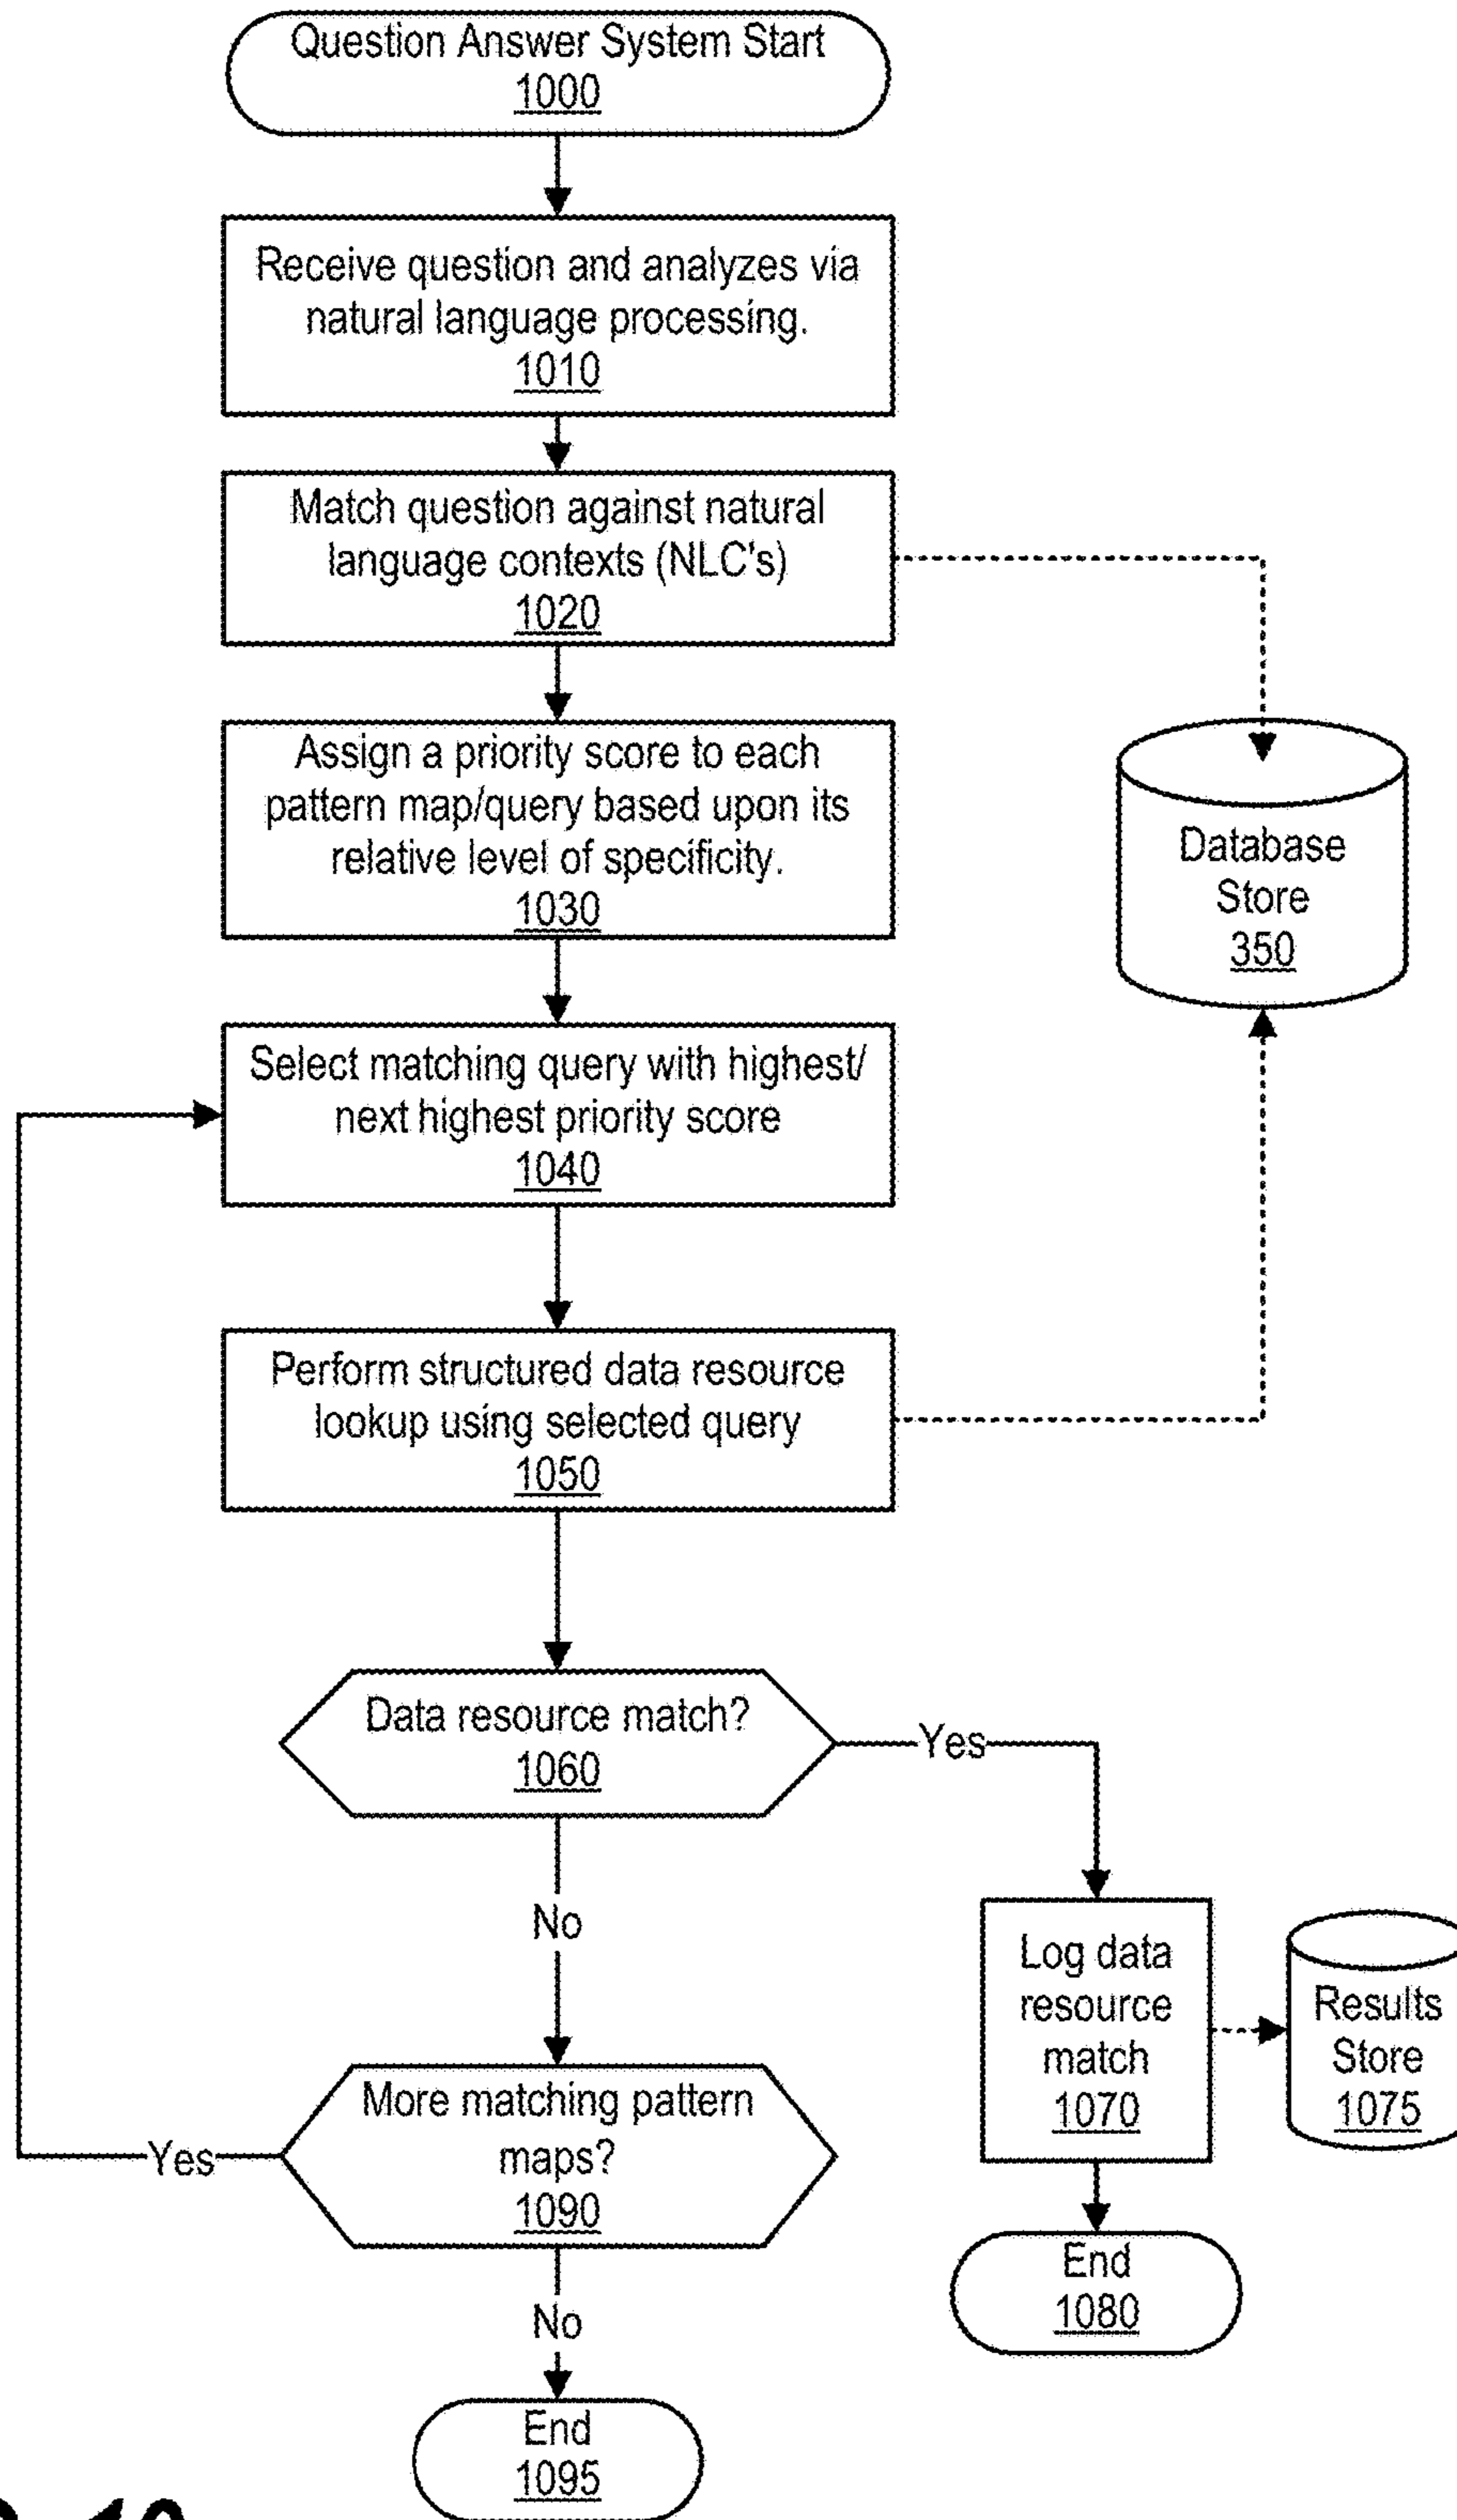 Question Answer System Start
1000
Receive question and analyzes via
natural language processing.
1010
Match question against natural
language contexts (NLC's)
1020
Assign a priority score to each
pattern map/query based upon its
relative level of specificity.
1030
Database
Store
350
Select matching query with highest/
next highest priority score
1040
Perform structured data resource
lookup using selected query
1050
Data resource match?
1060
Yes
No
Log data
resource
match
1070
Results
Store
1075
More matching pattern
maps?
1090
Yes
No
End
1080
End
1095